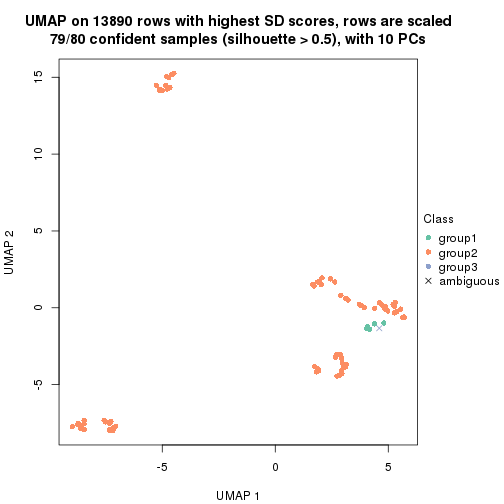 UMAP on 13890 rows with highest SD scores, rows are scaled
79/80 confident samples (silhouette > 0.5), with 10 PCs
15
10
5
0
-5
UMAP 2
-5
0
5
UMAP 1
Class
group1
group2
group3
ambiguous